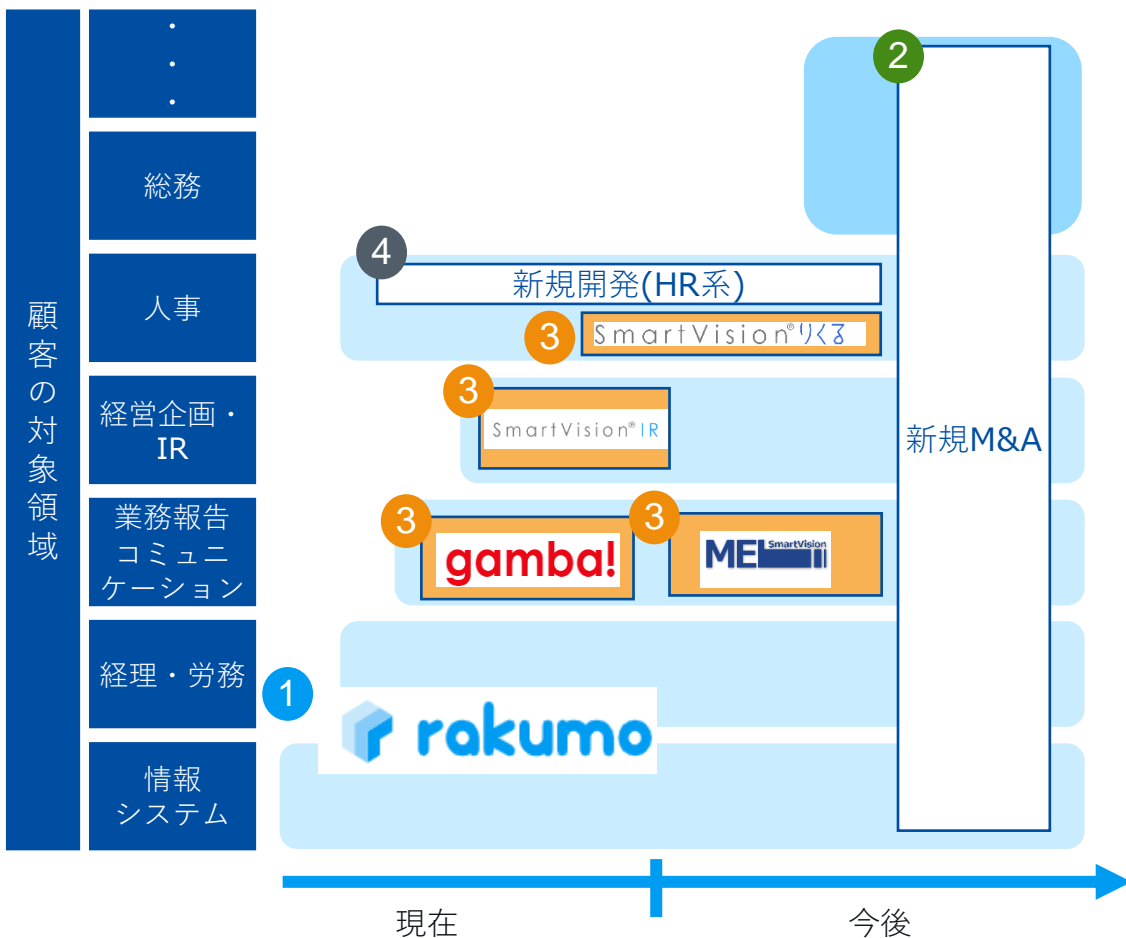 顧客の対象領域
・
・
・
総務
人事
経営企画・
IR
業務報告
コミュニ
ケーション
経理・労務
情報
システム
2
4
新規開発(HR系)
3
SmartVision®りくる
3
SmartVision®IR
新規M&A
3
gamba!
3
MEL SmartVision
1
rakumo
現在
今後